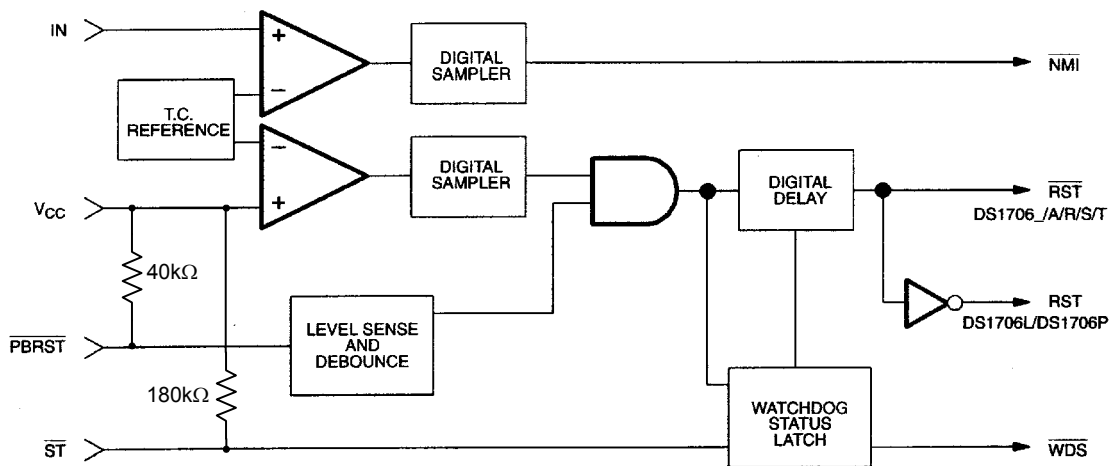 IN
+
−
DIGITAL
SAMPLER
NMI
T.C.
REFERENCE
−
+
DIGITAL
SAMPLER
DIGITAL
DELAY
RST
DS1706_/A/R/S/T
VCC
40kΩ
LEVEL SENSE
AND
DEBOUNCE
RST
DS1706L/DS1706P
PBRST
180kΩ
WATCHDOG
STATUS
LATCH
ST
WDS